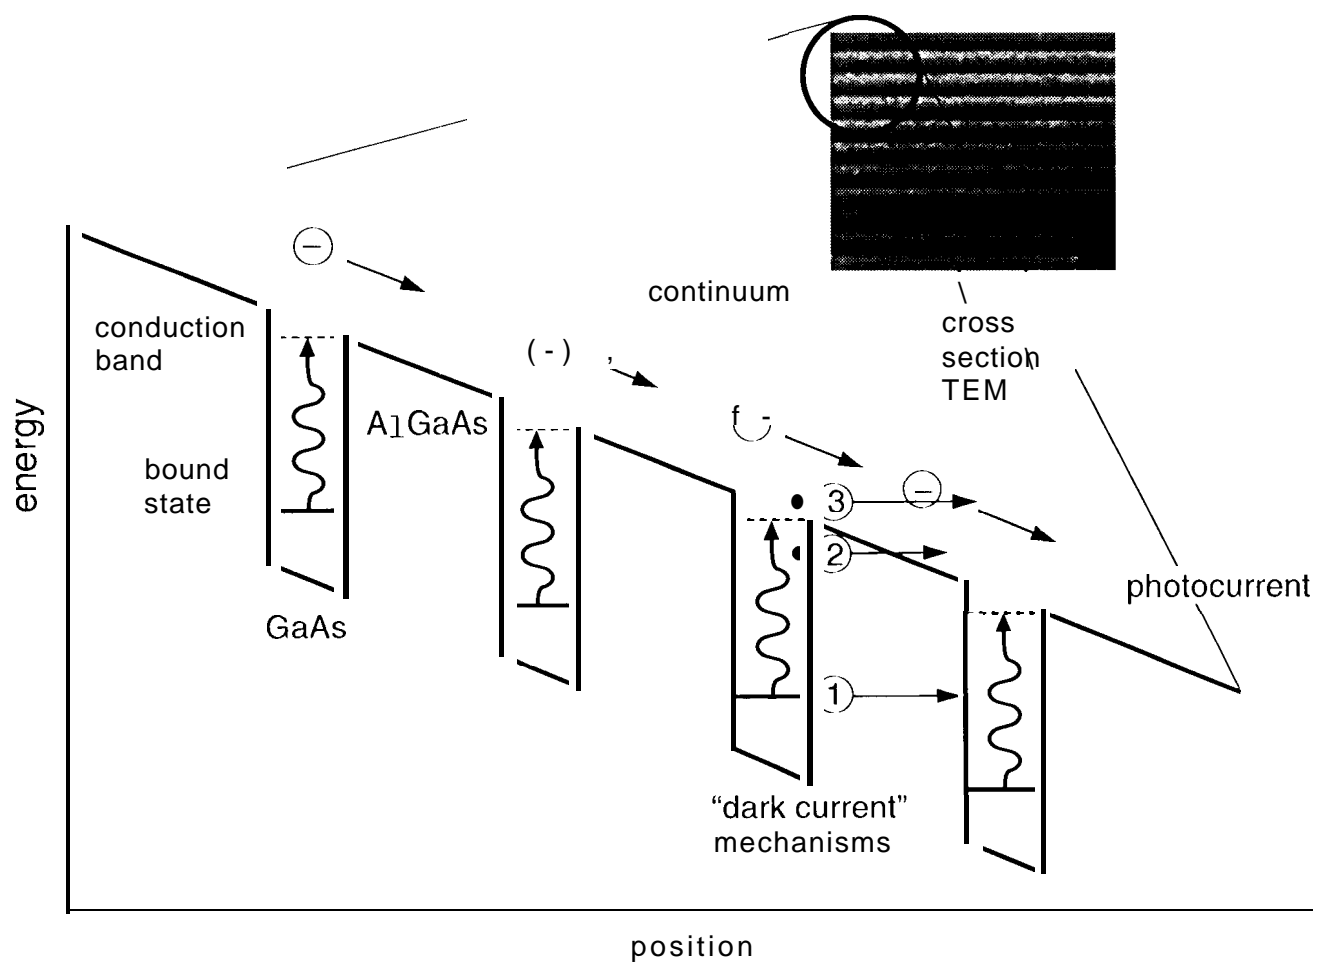 continuum
cross
section
TEM
conduction
band
AlGaAs
bound
state
energy
GaAs
(-) ,
f -
3
2
1
photocurrent
“dark current”
mechanisms
position